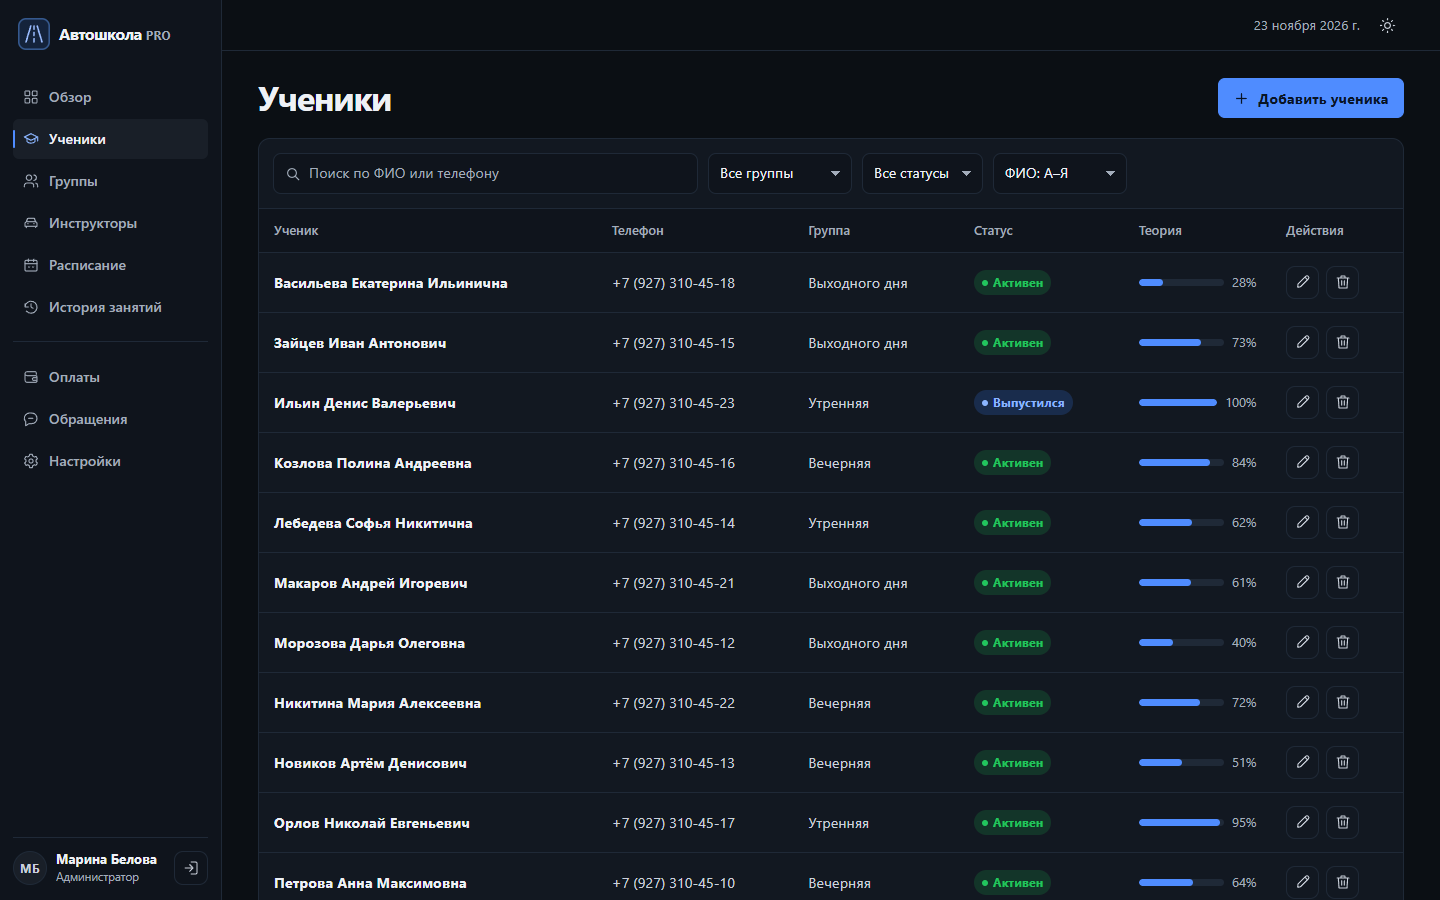 Автошкола PRO
Обзор
Ученики
Группы
Инструкторы
Расписание
История занятий
Оплаты
Обращения
Настройки
МБ Марина Белова
Администратор
23 ноября 2026 г.
Ученики
Добавить ученика
Поиск по ФИО или телефону Все группы Все статусы ФИО: А–Я
Ученик Телефон Группа Статус Теория Действия
Васильева Екатерина Ильинична +7 (927) 310-45-18 Выходного дня Активен 28%
Зайцев Иван Антонович +7 (927) 310-45-15 Выходного дня Активен 73%
Ильин Денис Валерьевич +7 (927) 310-45-23 Утренняя Выпустился 100%
Козлова Полина Андреевна +7 (927) 310-45-16 Вечерняя Активен 84%
Лебедева Софья Никитична +7 (927) 310-45-14 Утренняя Активен 62%
Макаров Андрей Игоревич +7 (927) 310-45-21 Выходного дня Активен 61%
Морозова Дарья Олеговна +7 (927) 310-45-12 Выходного дня Активен 40%
Никитина Мария Алексеевна +7 (927) 310-45-22 Вечерняя Активен 72%
Новиков Артём Денисович +7 (927) 310-45-13 Вечерняя Активен 51%
Орлов Николай Евгеньевич +7 (927) 310-45-17 Утренняя Активен 95%
Петрова Анна Максимовна +7 (927) 310-45-10 Вечерняя Активен 64%